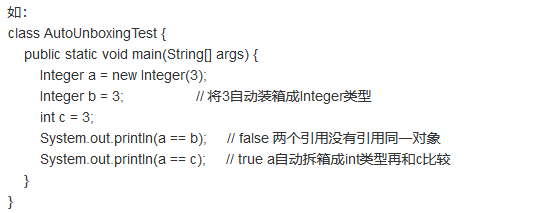 如：
class AutoUnboxingTest {
    public static void main(String[] args) {
        Integer a = new Integer(3);
        Integer b = 3;                  // 将3自动装箱成Integer类型
        int c = 3;
        System.out.println(a == b);     // false 两个引用没有引用同一对象
        System.out.println(a == c);     // true a自动拆箱成int类型再和c比较
    }
}